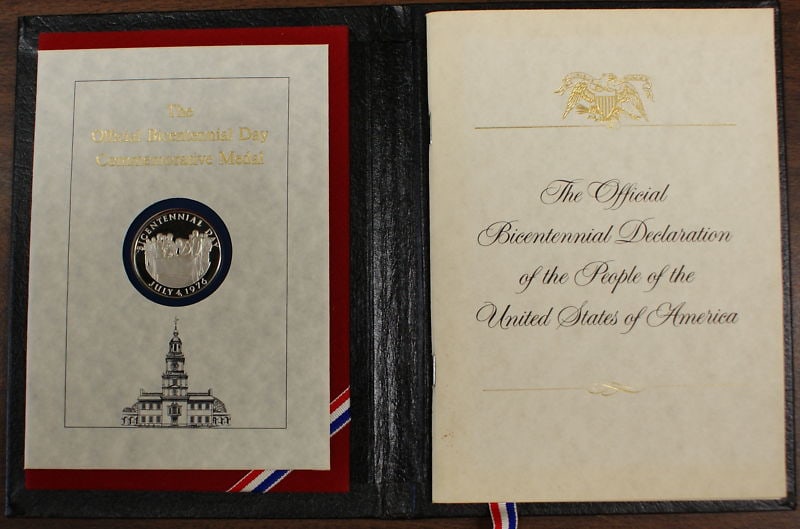 The
Official Bicentennial Day
Commemorative Medal
BICENTENNIAL DAY
JULY 4, 1976
The Official
Bicentennial Declaration
of the People of the
United States of America